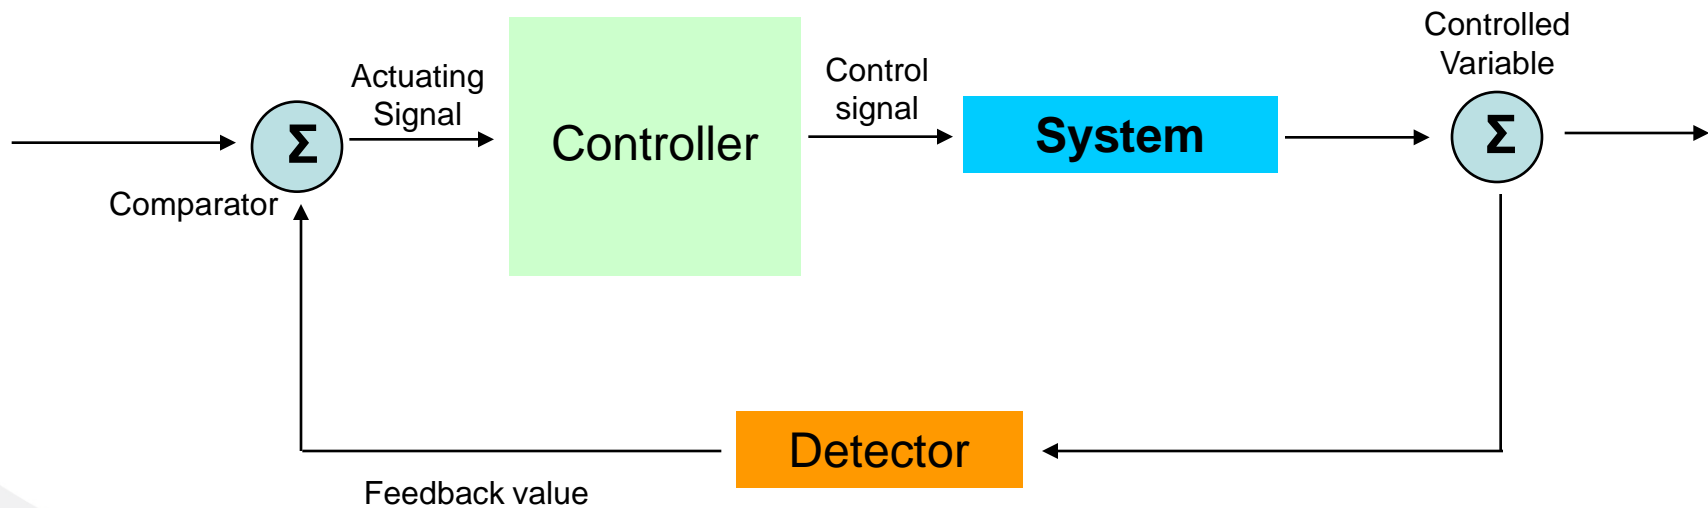 Controlled
Variable
Actuating
Signal
Control
signal
Σ
Controller
System
Σ
Comparator
Detector
Feedback value